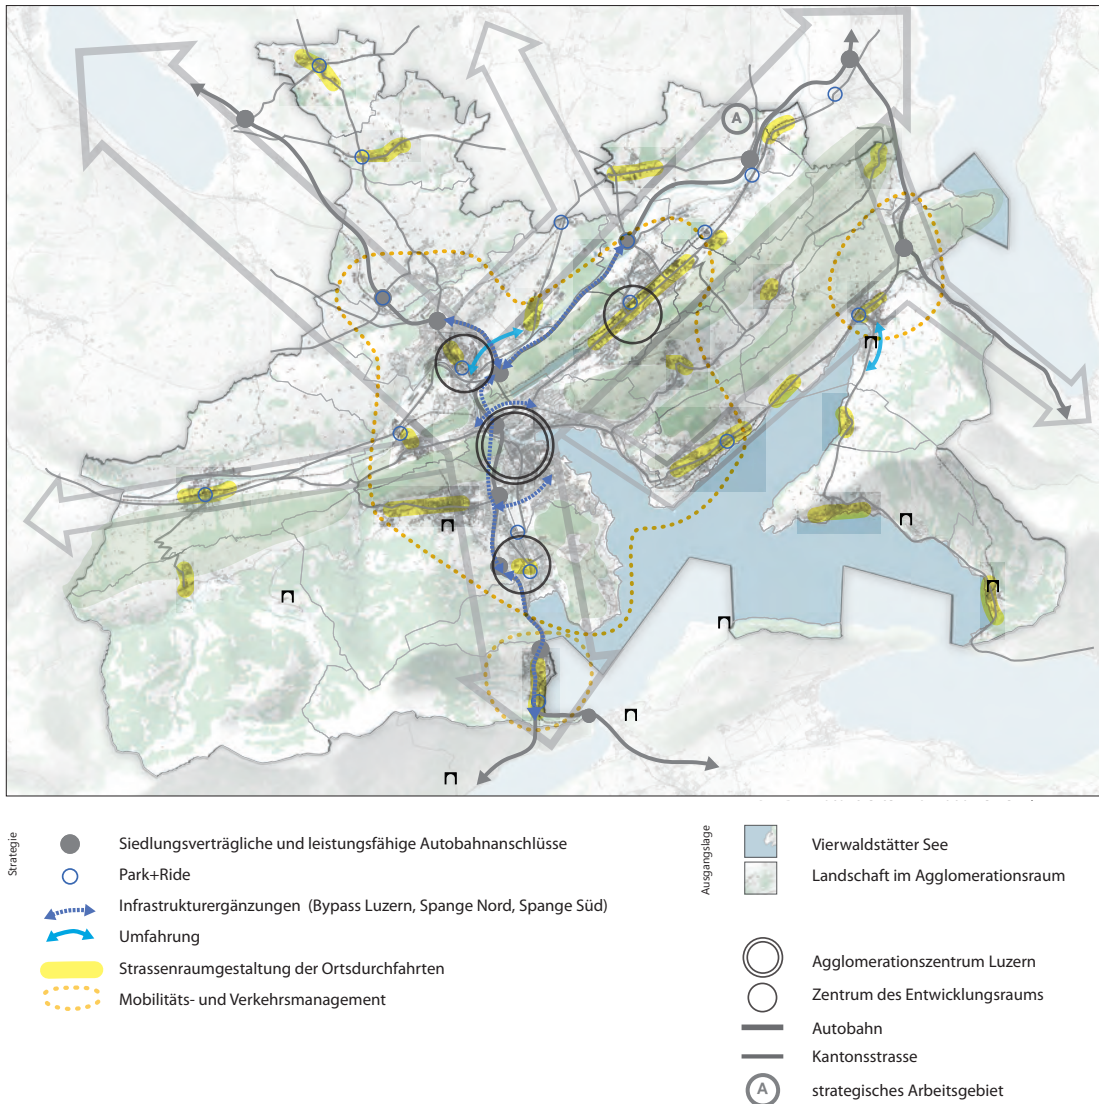 A
Strategie
Siedlungsverträgliche und leistungsfähige Autobahnanschlüsse
Park+Ride
Infrastrukturergänzungen (Bypass Luzern, Spange Nord, Spange Süd)
Umfahrung
Strassenraumgestaltung der Ortsdurchfahrten
Mobilitäts- und Verkehrsmanagement
Ausgangslage
Vierwaldstätter See
Landschaft im Agglomerationsraum
Agglomerationszentrum Luzern
Zentrum des Entwicklungsraums
Autobahn
Kantonsstrasse
A strategisches Arbeitsgebiet